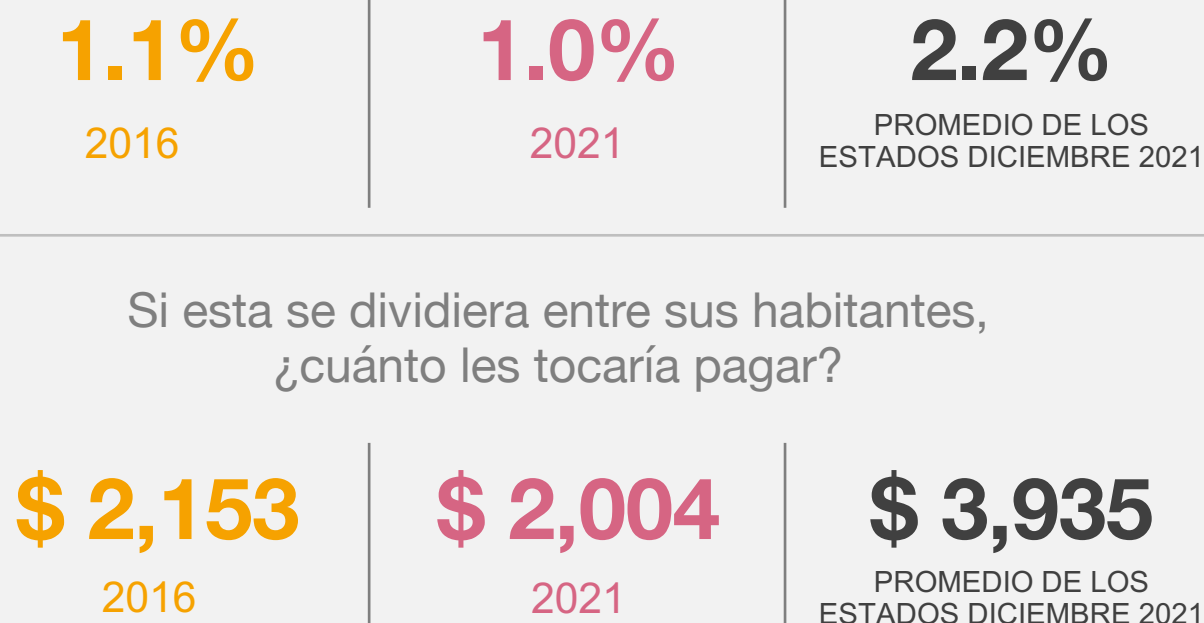 1.1%
2016
1.0%
2021
2.2%
PROMEDIO DE LOS
ESTADOS DICIEMBRE 2021
Si esta se dividiera entre sus habitantes,
¿cuánto les tocaría pagar?
$ 2,153
2016
$ 2,004
2021
$ 3,935
PROMEDIO DE LOS
ESTADOS DICIEMBRE 2021